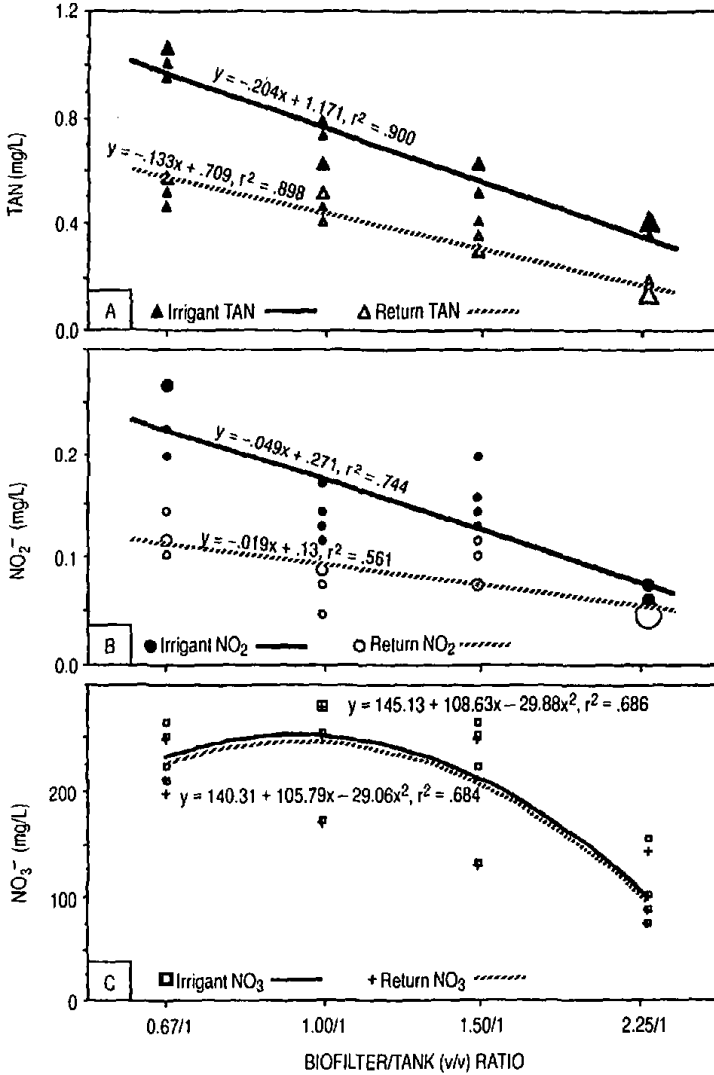 1.2
0.8
0.4
0.0
TAN (mg/L)
y = -.204x + 1.171, r² = .900
y = -.133x + .709, r² = .898
A
Irrigant TAN
Return TAN
0.2
0.1
0.0
NO₂⁻ (mg/L)
y = -.049x + .271, r² = .744
y = -.019x + .13, r² = .561
B
Irrigant NO₂
Return NO₂
200
100
0
NO₃⁻ (mg/L)
y = 145.13 + 108.63x - 29.88x², r² = .686
y = 140.31 + 105.79x - 29.06x², r² = .684
C
Irrigant NO₃
Return NO₃
0.67/1 1.00/1 1.50/1 2.25/1
BIOFILTER/TANK (v/v) RATIO